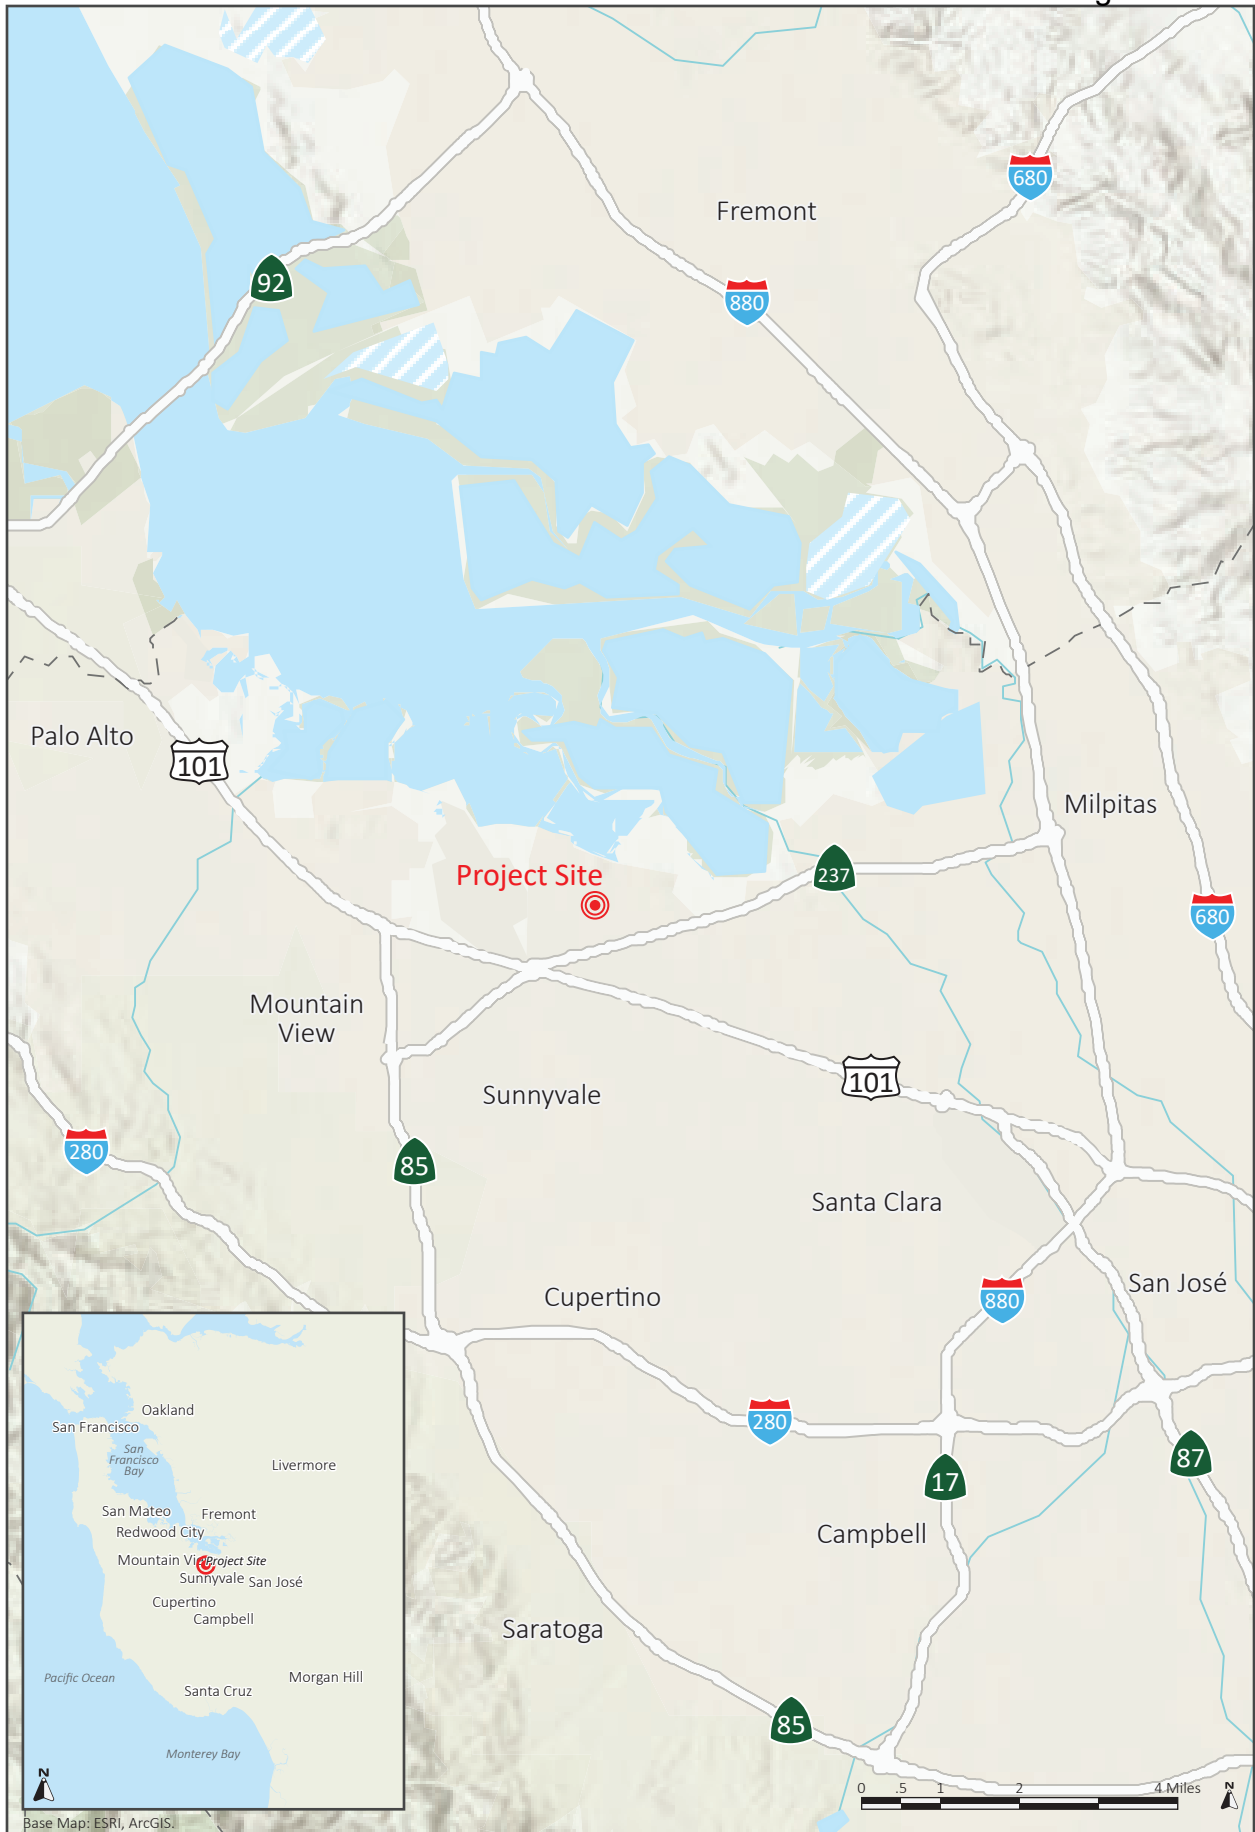 g
680
Fremont
92
880
Palo Alto
101
Milpitas
Project Site
237
680
Mountain
View
101
Sunnyvale
280
85
Santa Clara
San José
Cupertino
880
280
87
17
Campbell
Saratoga
85
Oakland
San Francisco
San
Francisco
Bay
Livermore
San Mateo
Fremont
Redwood City
Mountain Vi
Project Site
Sunnyvale
San José
Cupertino
Campbell
Pacific Ocean
Morgan Hill
Santa Cruz
Monterey Bay
N
0 .5 1 2 4 Miles
N
Base Map: ESRI, ArcGIS.